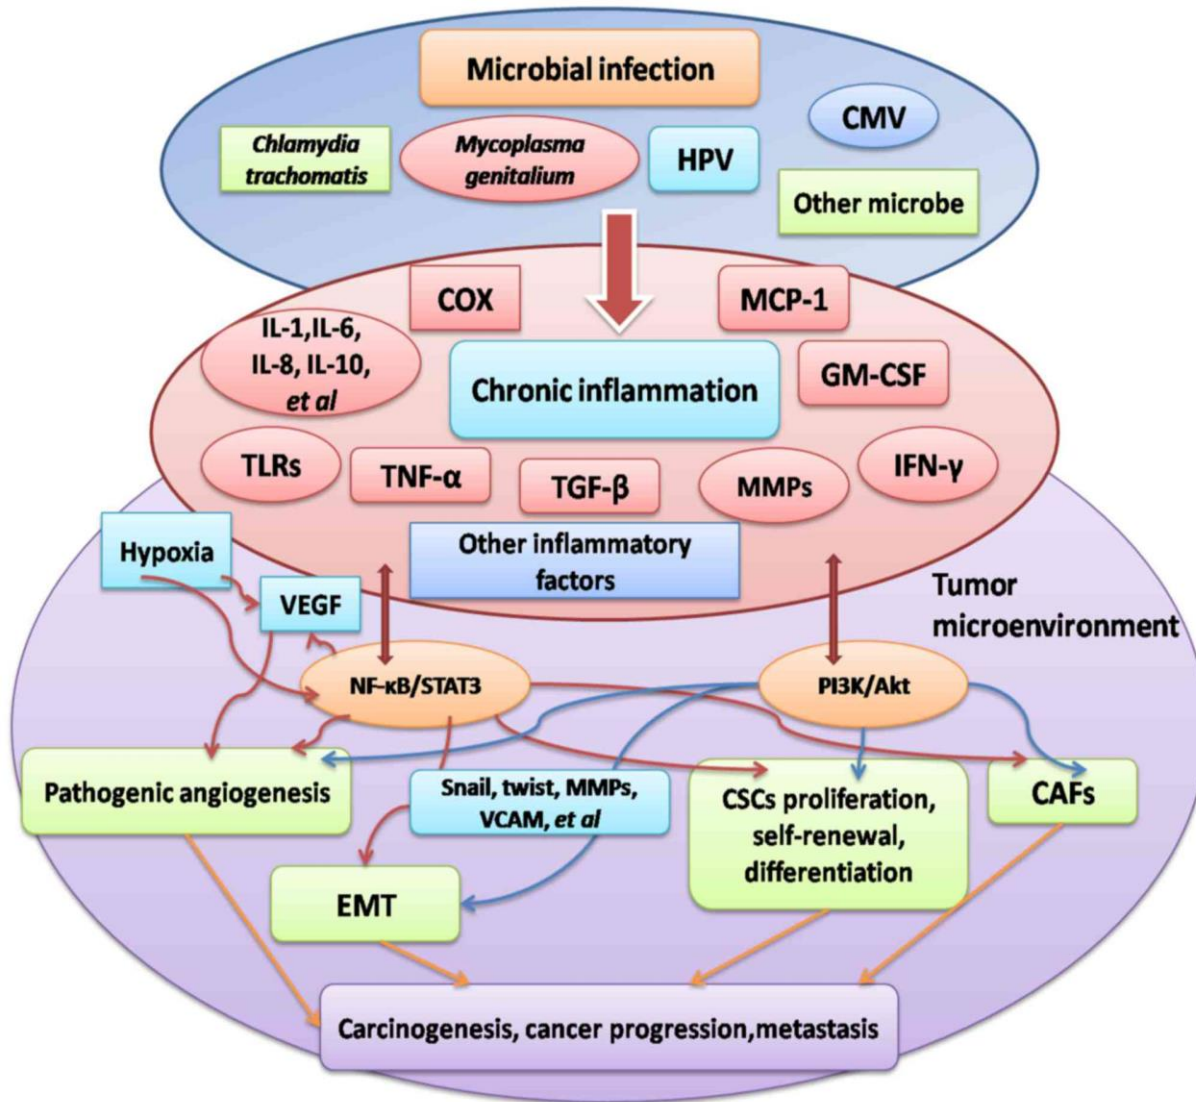 Microbial infection
CMV
Chlamydia
trachomatis
Mycoplasma
genitalium
HPV
Other microbe
COX
MCP-1
IL-1,IL-6,
IL-8, IL-10,
et al
Chronic inflammation
GM-CSF
TLRs
TNF-α
TGF-β
MMPs
IFN-γ
Other inflammatory
factors
Hypoxia
VEGF
Tumor
microenvironment
NF-κB/STAT3
PI3K/Akt
Pathogenic angiogenesis
Snail, twist, MMPs,
VCAM, et al
CSCs proliferation,
self-renewal,
differentiation
CAFs
EMT
Carcinogenesis, cancer progression,metastasis